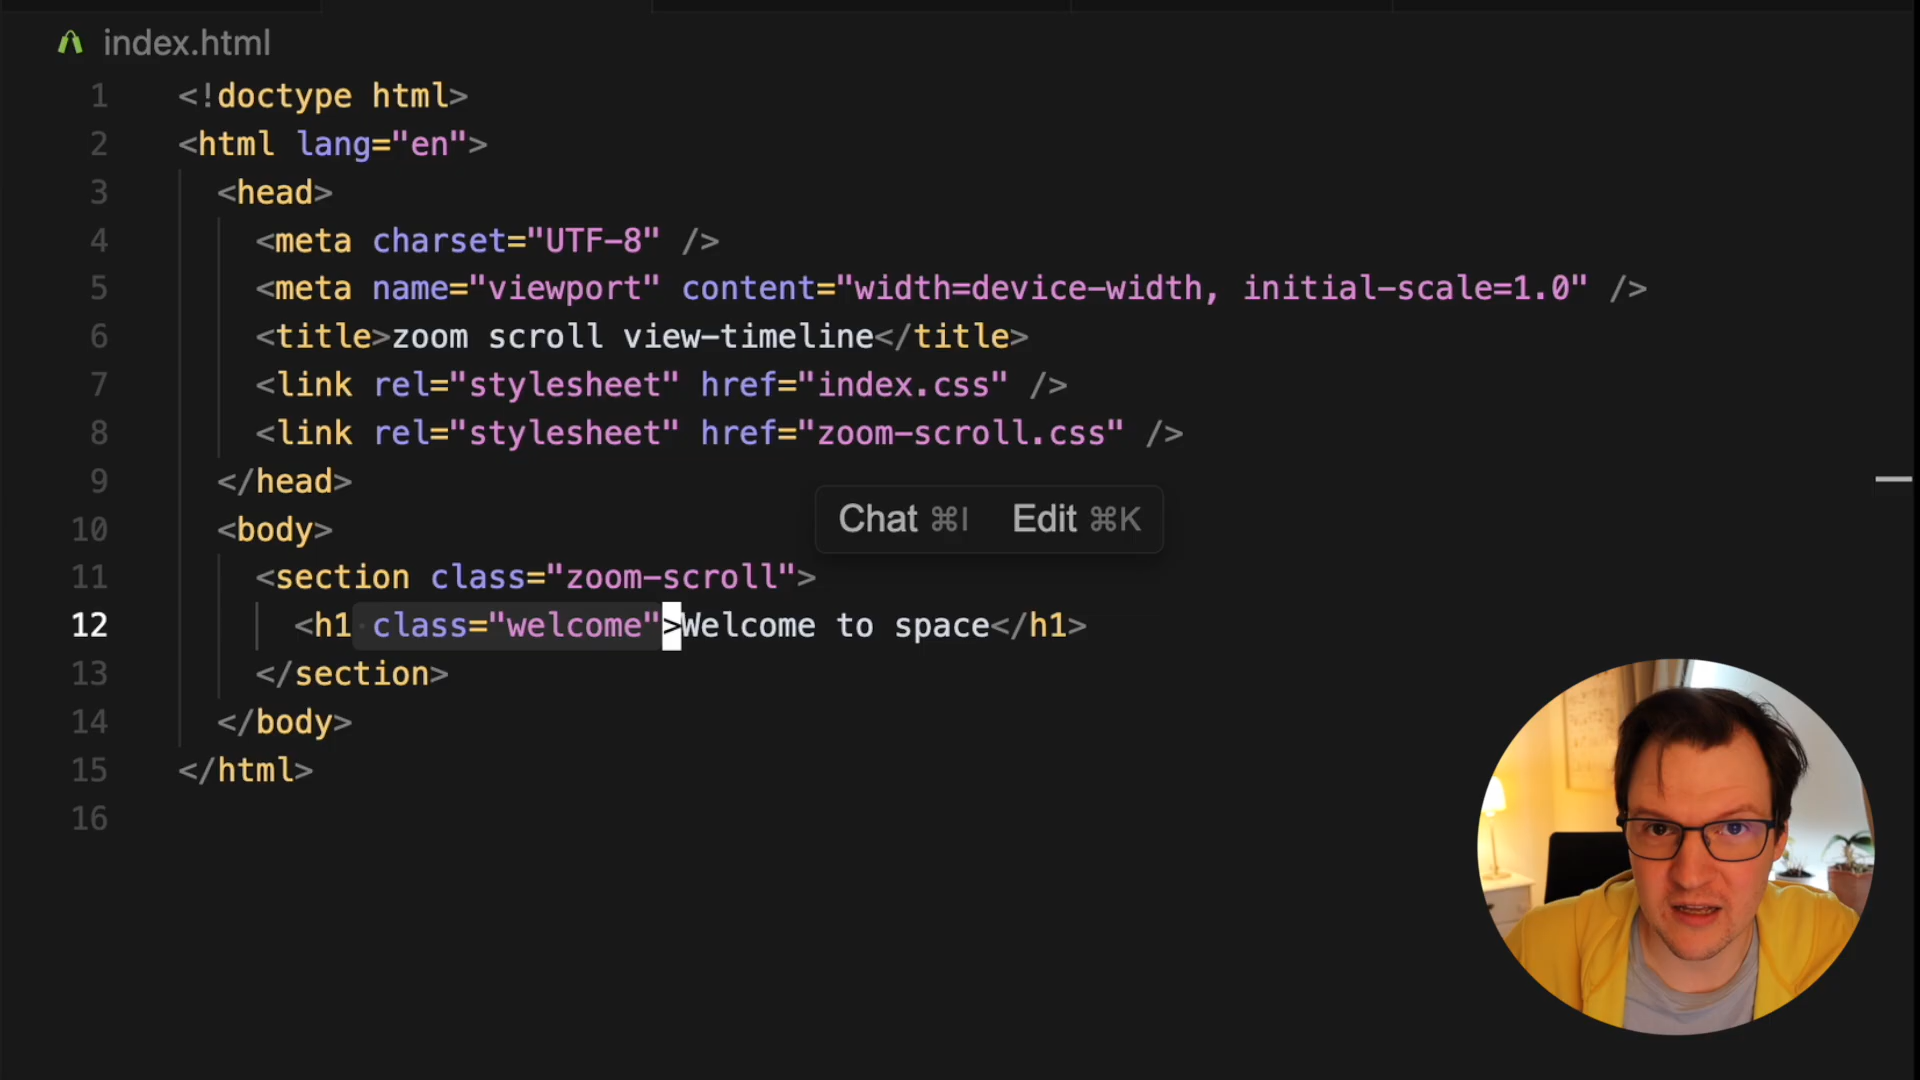 index.html
1 <!doctype html>
2 <html lang="en">
3 <head>
4 <meta charset="UTF-8" />
5 <meta name="viewport" content="width=device-width, initial-scale=1.0" />
6 <title>zoom scroll view-timeline</title>
7 <link rel="stylesheet" href="index.css" />
8 <link rel="stylesheet" href="zoom-scroll.css" />
9 </head>
Chat ⌘I Edit ⌘K
10 <body>
11 <section class="zoom-scroll">
12 <h1 class="welcome">Welcome to space</h1>
13 </section>
14 </body>
15 </html>
16